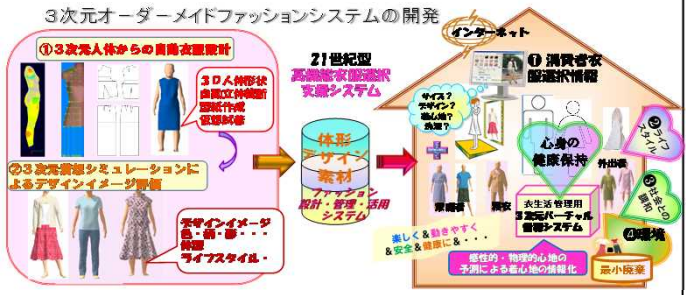 ３次元オーダーメイドファッションシステムの開発
①３次元人体からの自動衣服設計
３Ｄ人体形状
自動立体裁断
型紙作成
仮想試着
②３次元着装シミュレーションに
よるデザインイメージ評価
デザインイメージ
色・柄・影・・・
体型
ライフスタイル・
21世紀型
高機能衣服選択
支援システム
体形
デザイン
素材
ファッション
設計・管理・活用
システム
インターネット
❶ 消費者衣
服選択情報
サイズ？
デザイン？
着心地？
心身の
健康保持
❷ライフ
スタイル
外出着
❸社会との
調和
❹環境
衣生活管理用
３次元バーチャル
管理システム
楽しく＆動きやすく
＆安全＆健康に＆・・・・
感性的・物理的心地の
予測による着心地の情報化
最小廃棄